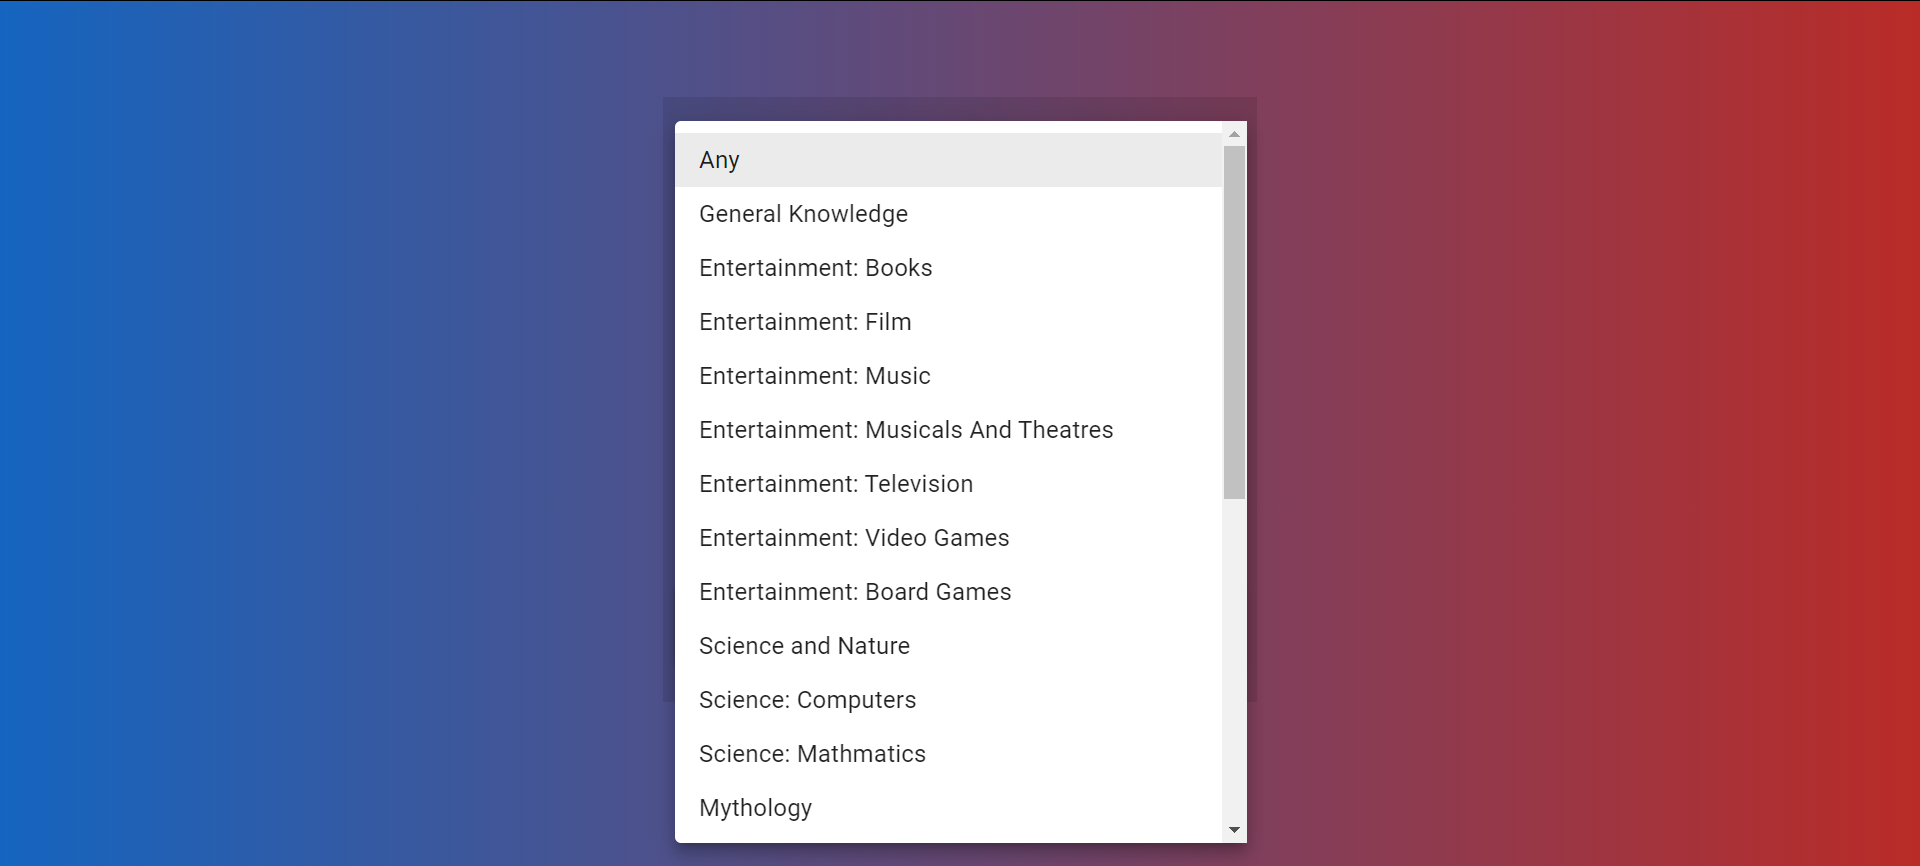 Any
General Knowledge
Entertainment: Books
Entertainment: Film
Entertainment: Music
Entertainment: Musicals And Theatres
Entertainment: Television
Entertainment: Video Games
Entertainment: Board Games
Science and Nature
Science: Computers
Science: Mathmatics
Mythology